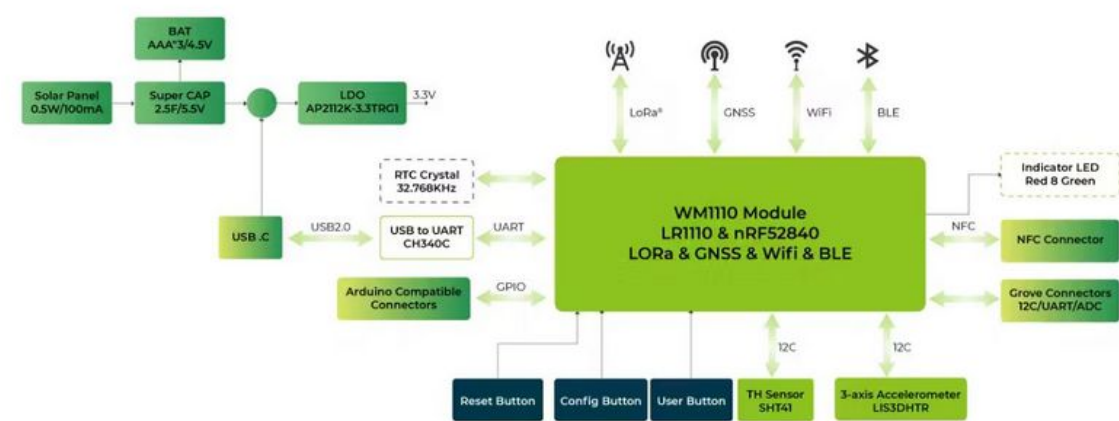 BAT
AAA*3/4.5V
Solar Panel
0.5W/100mA
Super CAP
2.5F/5.5V
LDO
AP2112K-3.3TRG1
3.3V
LoRa®
GNSS
WiFi
BLE
RTC Crystal
32.768KHz
WM1110 Module
LR1110 & nRF52840
LORa & GNSS & Wifi & BLE
Indicator LED
Red 8 Green
USB .C
USB2.0
USB to UART
CH340C
UART
NFC
NFC Connector
Arduino Compatible
Connectors
GPIO
Grove Connectors
12C/UART/ADC
12C
12C
Reset Button
Config Button
User Button
TH Sensor
SHT41
3-axis Accelerometer
LIS3DHTR